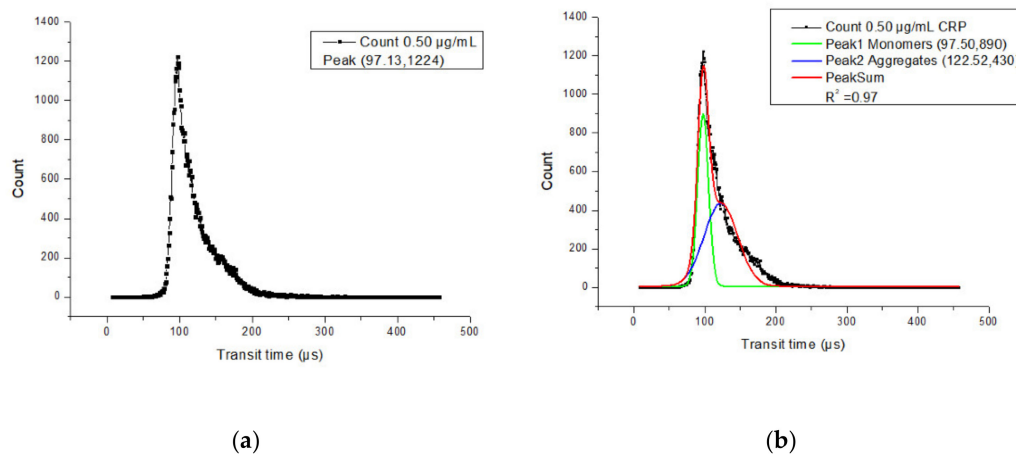 1400
1200
1000
800
600
400
200
0
Count
0
100
200
300
400
500
Transit time (µs)
Count 0.50 µg/mL
Peak (97.13,1224)
(a)
1400
1200
1000
800
600
400
200
0
Count
0
100
200
300
400
500
Transit time (µs)
Count 0.50 µg/mL CRP
Peak1 Monomers (97.50,890)
Peak2 Aggregates (122.52,430)
PeakSum
R² =0.97
(b)